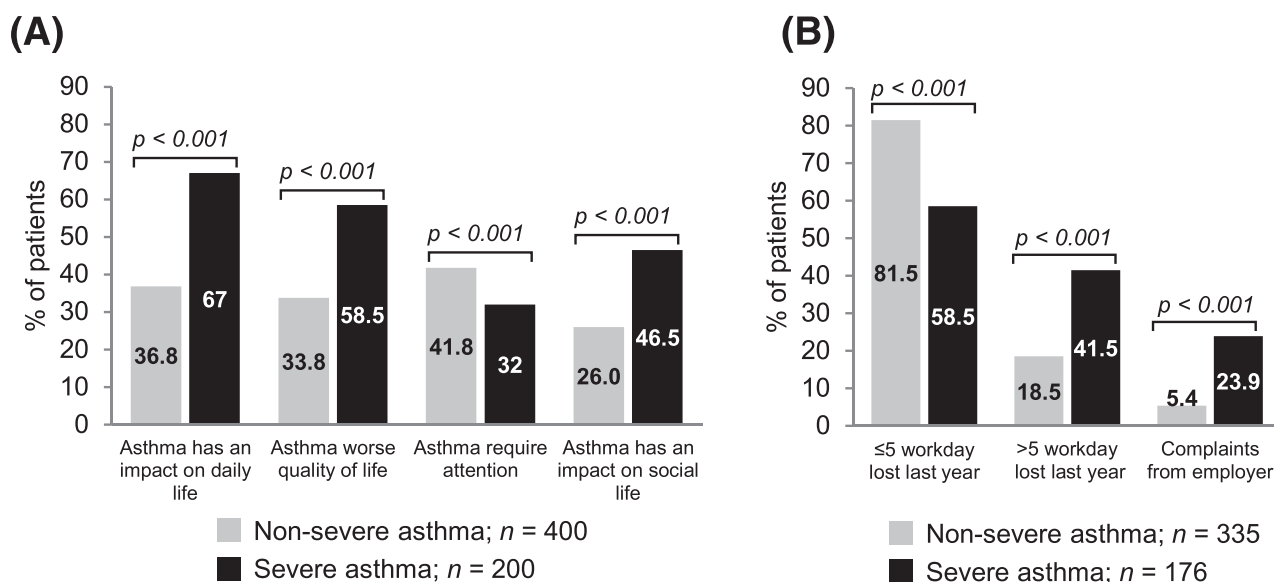 (A)
% of patients
90
80
70
60
50
40
30
20
10
0
p < 0.001
p < 0.001
p < 0.001
p < 0.001
36.8
67
33.8
58.5
41.8
32
26.0
46.5
Asthma has an
impact on daily
life
Asthma worse
quality of life
Asthma require
attention
Asthma has an
impact on social
life
Non-severe asthma; n = 400
Severe asthma; n = 200
(B)
% of patients
90
80
70
60
50
40
30
20
10
0
p < 0.001
p < 0.001
p < 0.001
81.5
58.5
18.5
41.5
5.4
23.9
≤5 workday
lost last year
>5 workday
lost last year
Complaints
from employer
Non-severe asthma; n = 335
Severe asthma; n = 176